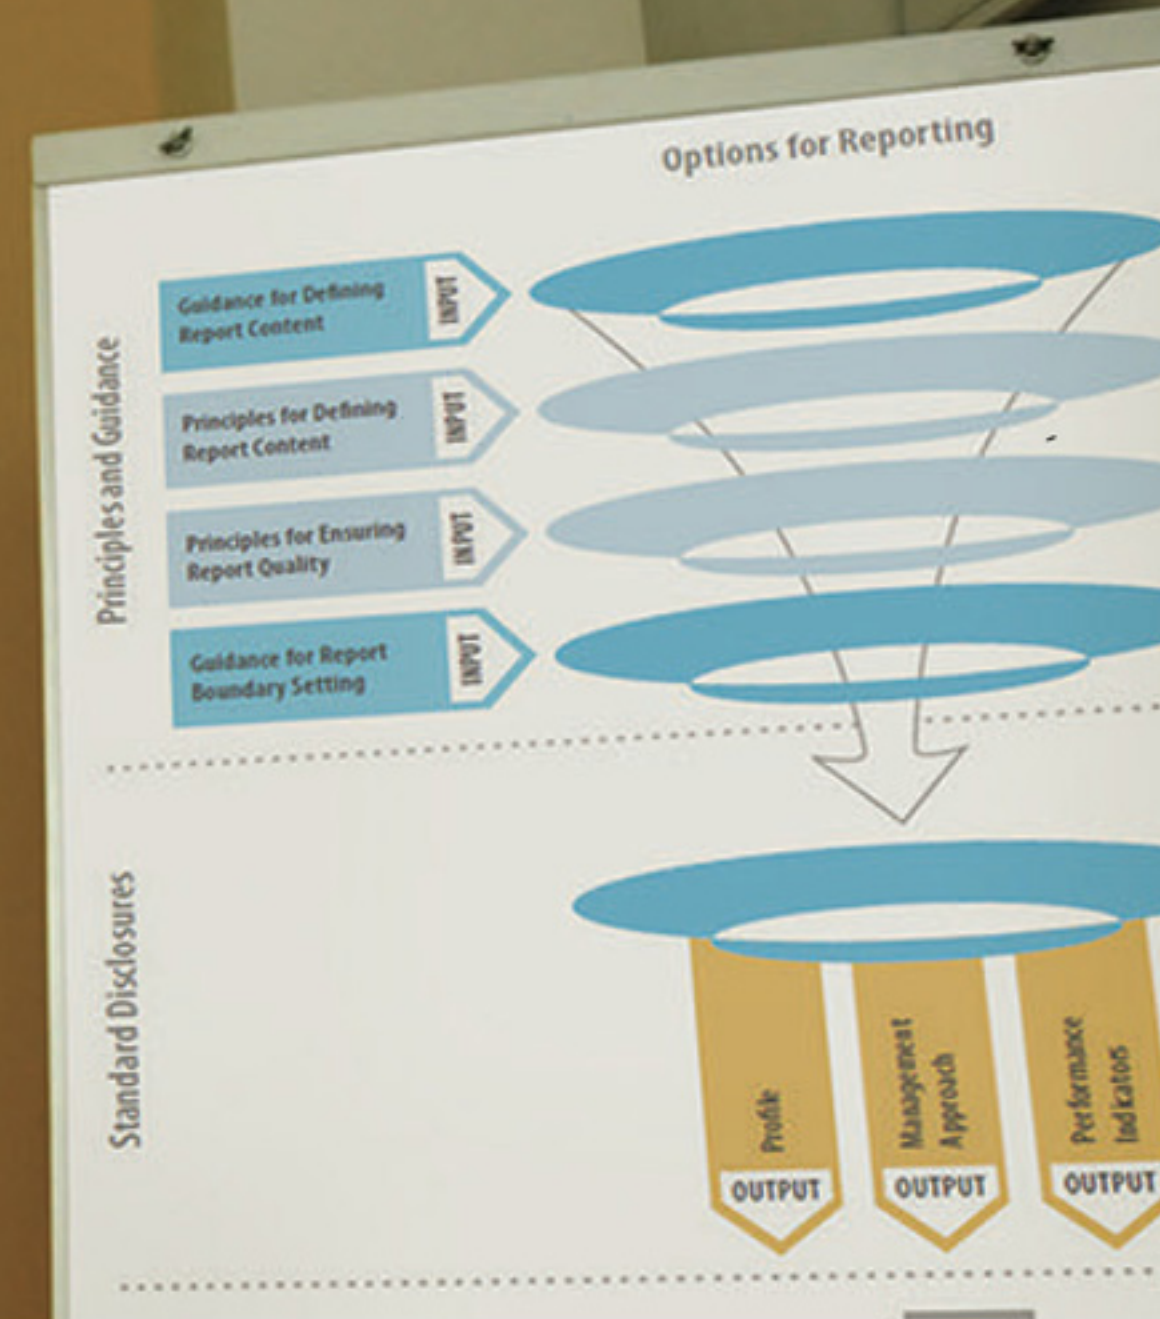 Options for Reporting
Principles and Guidance
Guidance for Defining
Report Content
INPUT
Principles for Defining
Report Content
INPUT
Principles for Ensuring
Report Quality
INPUT
Guidance for Report
Boundary Setting
INPUT
Standard Disclosures
Profile
OUTPUT
Management
Approach
OUTPUT
Performance
Indicators
OUTPUT